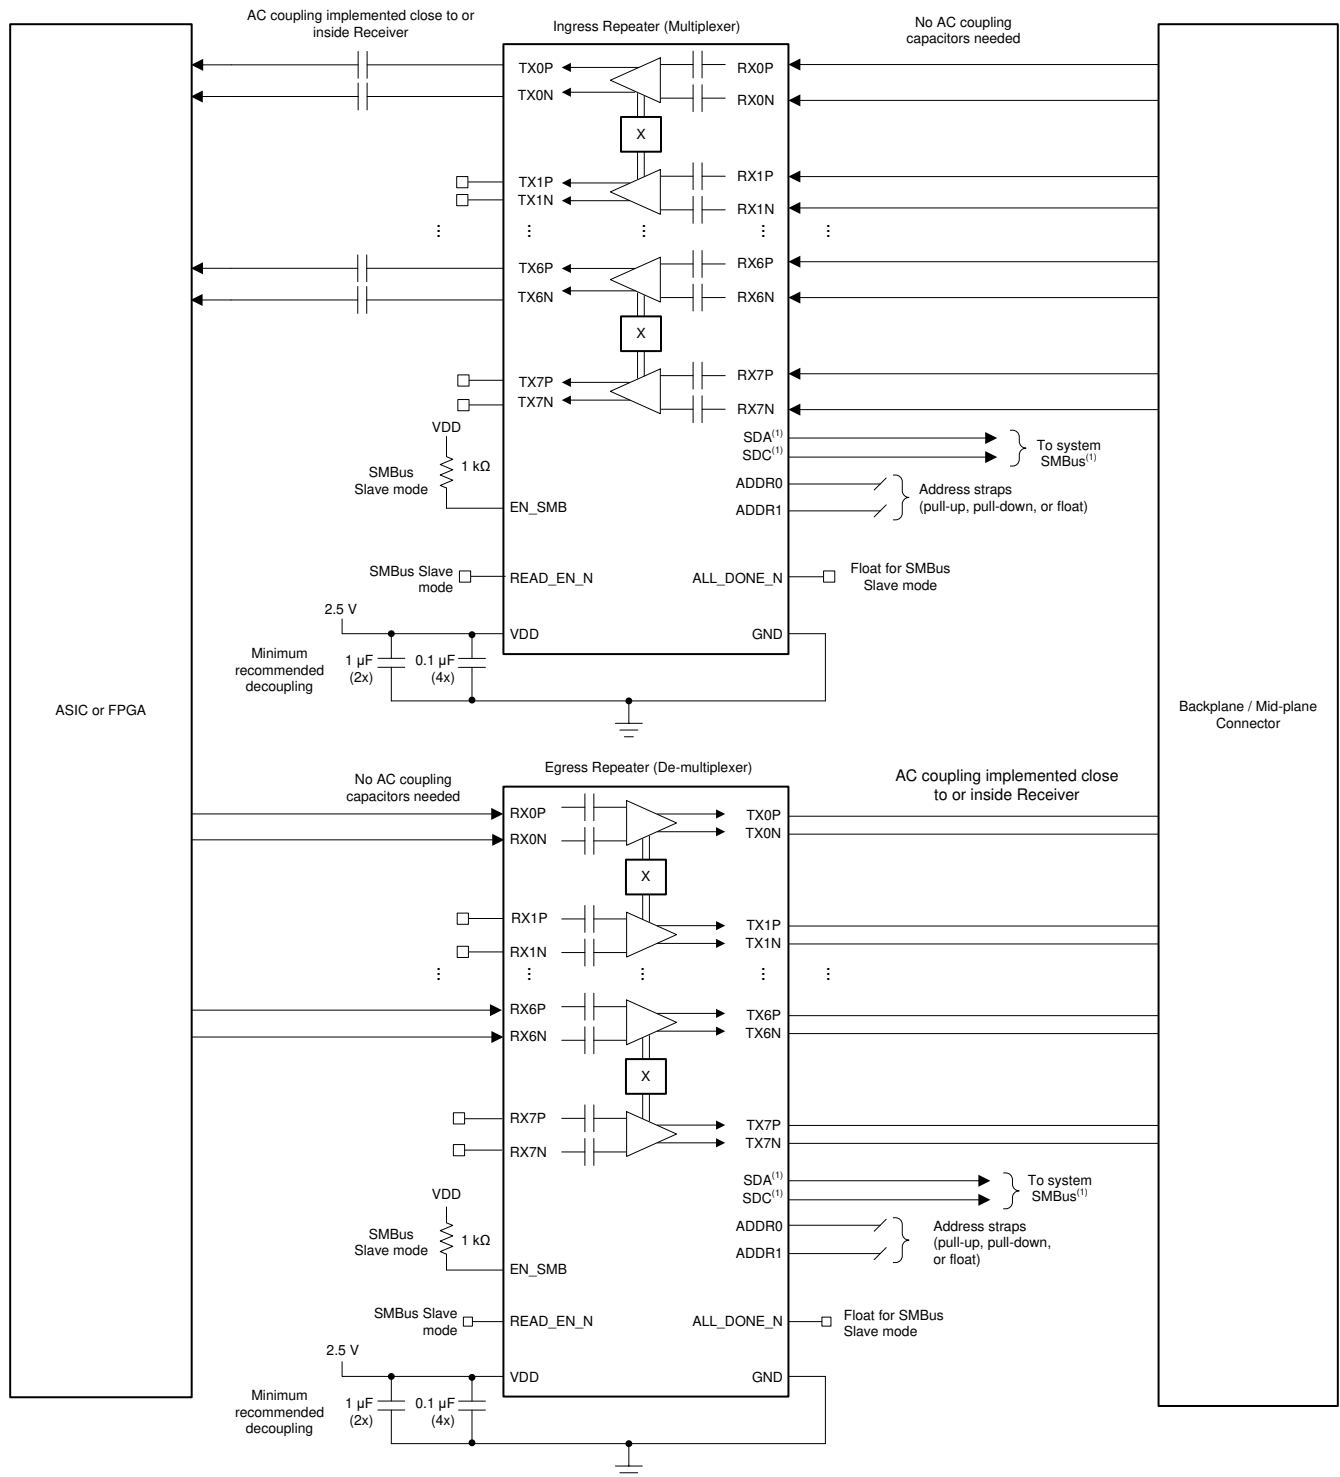 AC coupling implemented close to or
inside Receiver
Ingress Repeater (Multiplexer)
No AC coupling
capacitors needed
TX0P
RX0P
TX0N
RX0N
X
TX1P
RX1P
TX1N
RX1N
TX6P
RX6P
TX6N
RX6N
X
TX7P
RX7P
TX7N
RX7N
VDD
SDA(1)
SDC(1)
To system
SMBus(1)
1 kΩ
SMBus
Slave mode
ADDR0
ADDR1
Address straps
(pull-up, pull-down, or float)
EN_SMB
SMBus Slave
mode
READ_EN_N
ALL_DONE_N
Float for SMBus
Slave mode
2.5 V
VDD
GND
Minimum
recommended
decoupling
1 µF
(2x)
0.1 µF
(4x)
ASIC or FPGA
Backplane / Mid-plane
Connector
Egress Repeater (De-multiplexer)
No AC coupling
capacitors needed
AC coupling implemented close
to or inside Receiver
RX0P
TX0P
RX0N
TX0N
X
RX1P
TX1P
RX1N
TX1N
RX6P
TX6P
RX6N
TX6N
X
RX7P
TX7P
RX7N
TX7N
SDA(1)
SDC(1)
To system
SMBus(1)
VDD
1 kΩ
SMBus
Slave mode
ADDR0
ADDR1
Address straps
(pull-up, pull-down,
or float)
EN_SMB
SMBus Slave
mode
READ_EN_N
ALL_DONE_N
Float for SMBus
Slave mode
2.5 V
VDD
GND
Minimum
recommended
decoupling
1 µF
(2x)
0.1 µF
(4x)